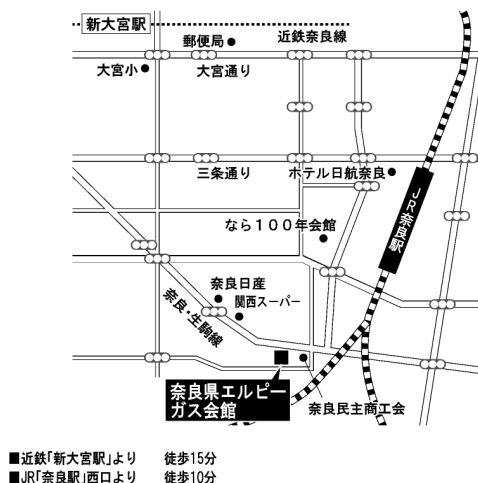 新大宮駅
郵便局
近鉄奈良線
大宮小
大宮通り
三条通り
ホテル日航奈良
JR奈良駅
なら100年会館
奈良日産
関西スーパー
奈良・生駒線
奈良県エルピー
ガス会館
奈良民主商工会
■近鉄「新大宮駅」より 徒歩15分
■JR「奈良駅」西口より 徒歩10分